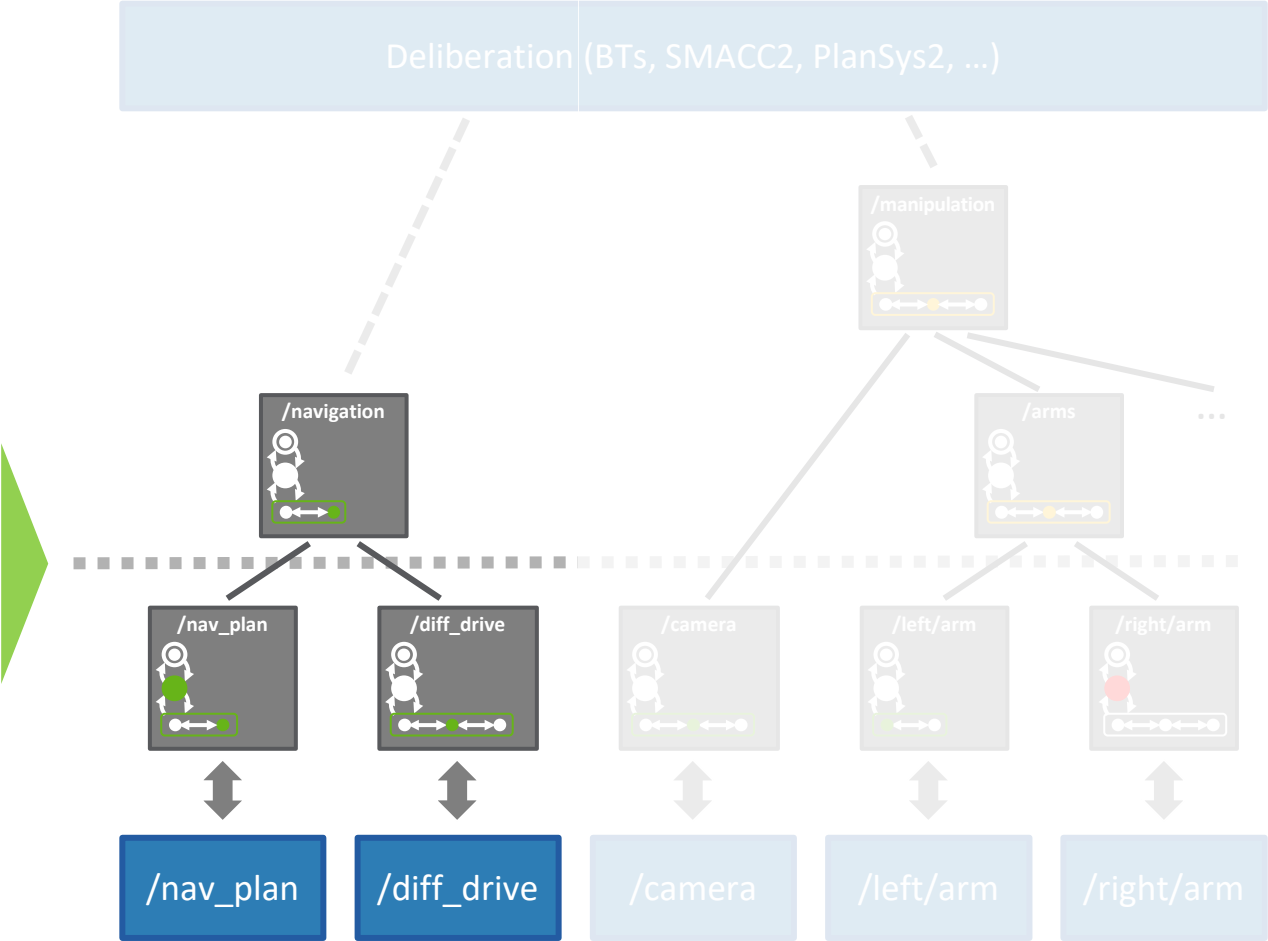 Deliberation (BTs, SMACC2, PlanSys2, …)
/manipulation
/navigation
/arms
...
/nav_plan
/diff_drive
/camera
/left/arm
/right/arm
/nav_plan
/diff_drive
/camera
/left/arm
/right/arm